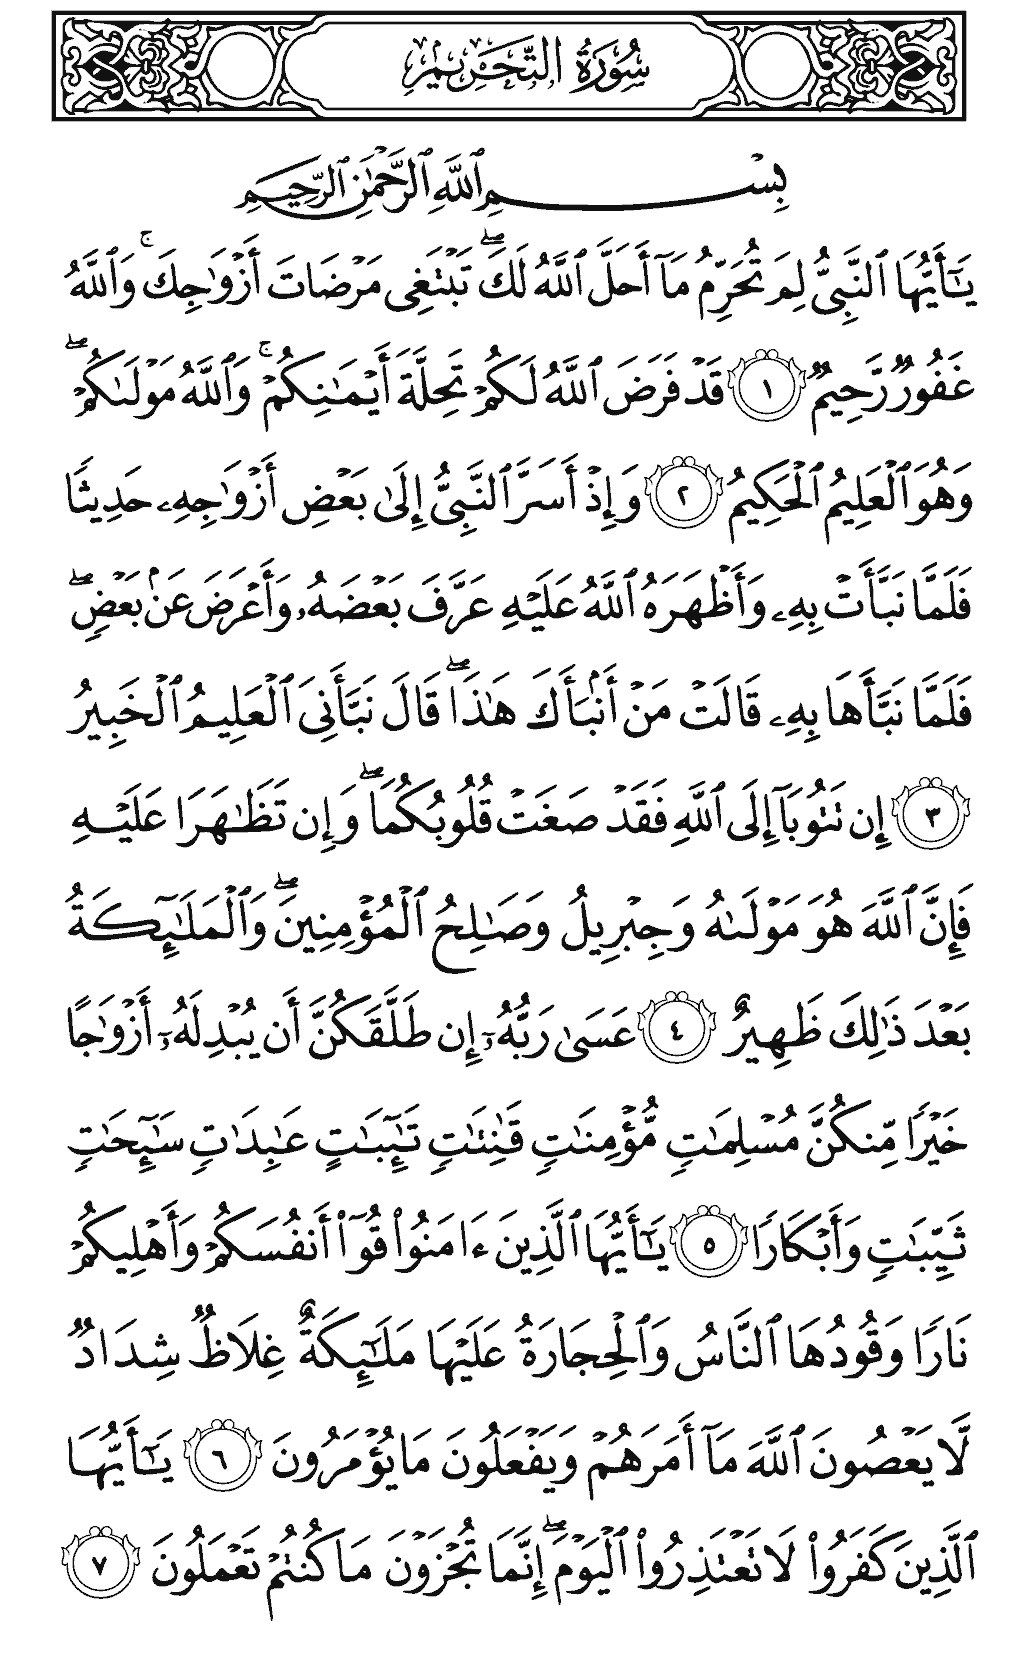 سُورَةُ التَّحْرِيمِ
بِسْمِ ٱللَّهِ ٱلرَّحْمَٰنِ ٱلرَّحِيمِ
يَٰٓأَيُّهَا ٱلنَّبِيُّ لِمَ تُحَرِّمُ مَآ أَحَلَّ ٱللَّهُ لَكَۖ تَبْتَغِى مَرْضَاتَ أَزْوَٰجِكَۚ وَٱللَّهُ
غَفُورٌ رَّحِيمٌ ١ قَدْ فَرَضَ ٱللَّهُ لَكُمْ تَحِلَّةَ أَيْمَٰنِكُمْۚ وَٱللَّهُ مَوْلَىٰكُمْۖ
وَهُوَ ٱلْعَلِيمُ ٱلْحَكِيمُ ٢ وَإِذْ أَسَرَّ ٱلنَّبِيُّ إِلَىٰ بَعْضِ أَزْوَٰجِهِۦ حَدِيثًا
فَلَمَّا نَبَّأَتْ بِهِۦ وَأَظْهَرَهُ ٱللَّهُ عَلَيْهِ عَرَّفَ بَعْضَهُۥ وَأَعْرَضَ عَنۢ بَعْضٍۖ
فَلَمَّا نَبَّأَهَا بِهِۦ قَالَتْ مَنْ أَنۢبَأَكَ هَٰذَاۖ قَالَ نَبَّأَنِىَ ٱلْعَلِيمُ ٱلْخَبِيرُ
٣ إِن تَتُوبَآ إِلَى ٱللَّهِ فَقَدْ صَغَتْ قُلُوبُكُمَاۖ وَإِن تَظَٰهَرَا عَلَيْهِ
فَإِنَّ ٱللَّهَ هُوَ مَوْلَىٰهُ وَجِبْرِيلُ وَصَٰلِحُ ٱلْمُؤْمِنِينَۖ وَٱلْمَلَٰٓئِكَةُ
بَعْدَ ذَٰلِكَ ظَهِيرٌ ٤ عَسَىٰ رَبُّهُۥٓ إِن طَلَّقَكُنَّ أَن يُبْدِلَهُۥٓ أَزْوَٰجًا
خَيْرًا مِّنكُنَّ مُسْلِمَٰتٍ مُّؤْمِنَٰتٍ قَٰنِتَٰتٍ تَٰٓئِبَٰتٍ عَٰبِدَٰتٍ سَٰٓئِحَٰتٍ
ثَيِّبَٰتٍ وَأَبْكَارًا ٥ يَٰٓأَيُّهَا ٱلَّذِينَ ءَامَنُوا۟ قُوٓا۟ أَنفُسَكُمْ وَأَهْلِيكُمْ
نَارًا وَقُودُهَا ٱلنَّاسُ وَٱلْحِجَارَةُ عَلَيْهَا مَلَٰٓئِكَةٌ غِلَاظٌ شِدَادٌ
لَّا يَعْصُونَ ٱللَّهَ مَآ أَمَرَهُمْ وَيَفْعَلُونَ مَا يُؤْمَرُونَ ٦ يَٰٓأَيُّهَا
ٱلَّذِينَ كَفَرُوا۟ لَا تَعْتَذِرُوا۟ ٱلْيَوْمَۖ إِنَّمَا تُجْزَوْنَ مَا كُنتُمْ تَعْمَلُونَ ٧